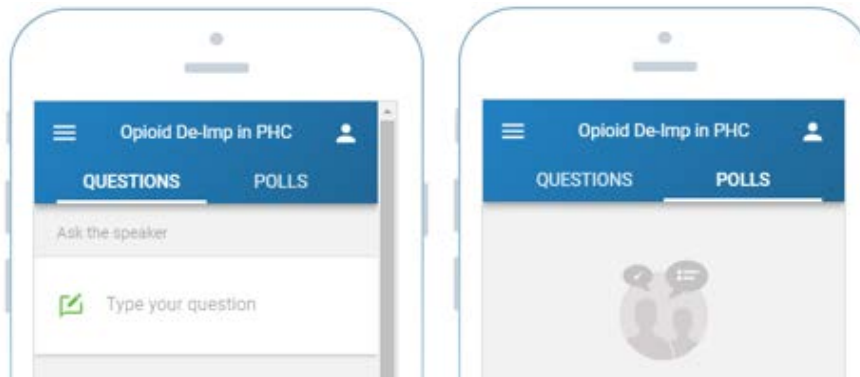 Opioid De-Imp in PHC
QUESTIONS POLLS
Ask the speaker
Type your question
Opioid De-Imp in PHC
QUESTIONS POLLS